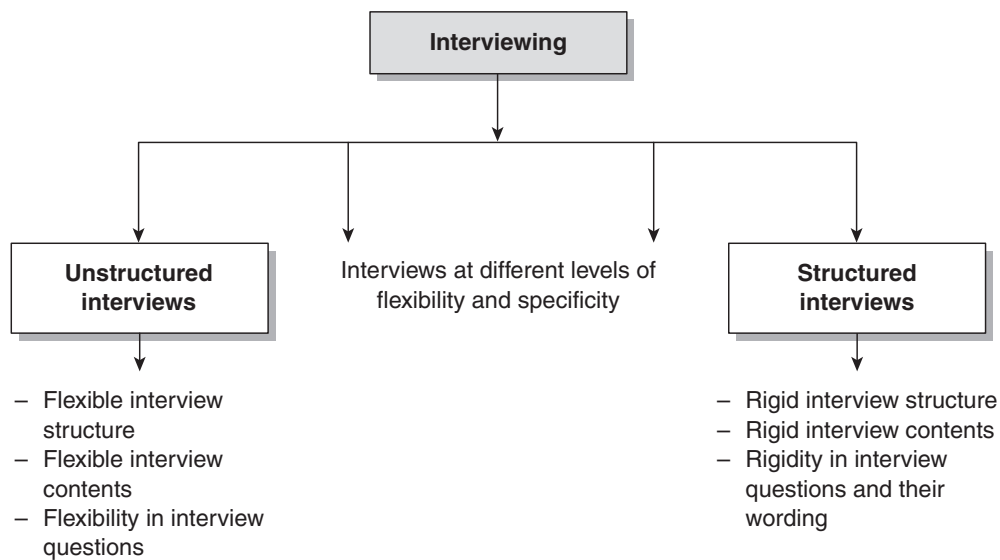 Interviewing
Unstructured
interviews
Interviews at different levels of
flexibility and specificity
Structured
interviews
– Flexible interview
structure
– Flexible interview
contents
– Flexibility in interview
questions
– Rigid interview structure
– Rigid interview contents
– Rigidity in interview
questions and their
wording